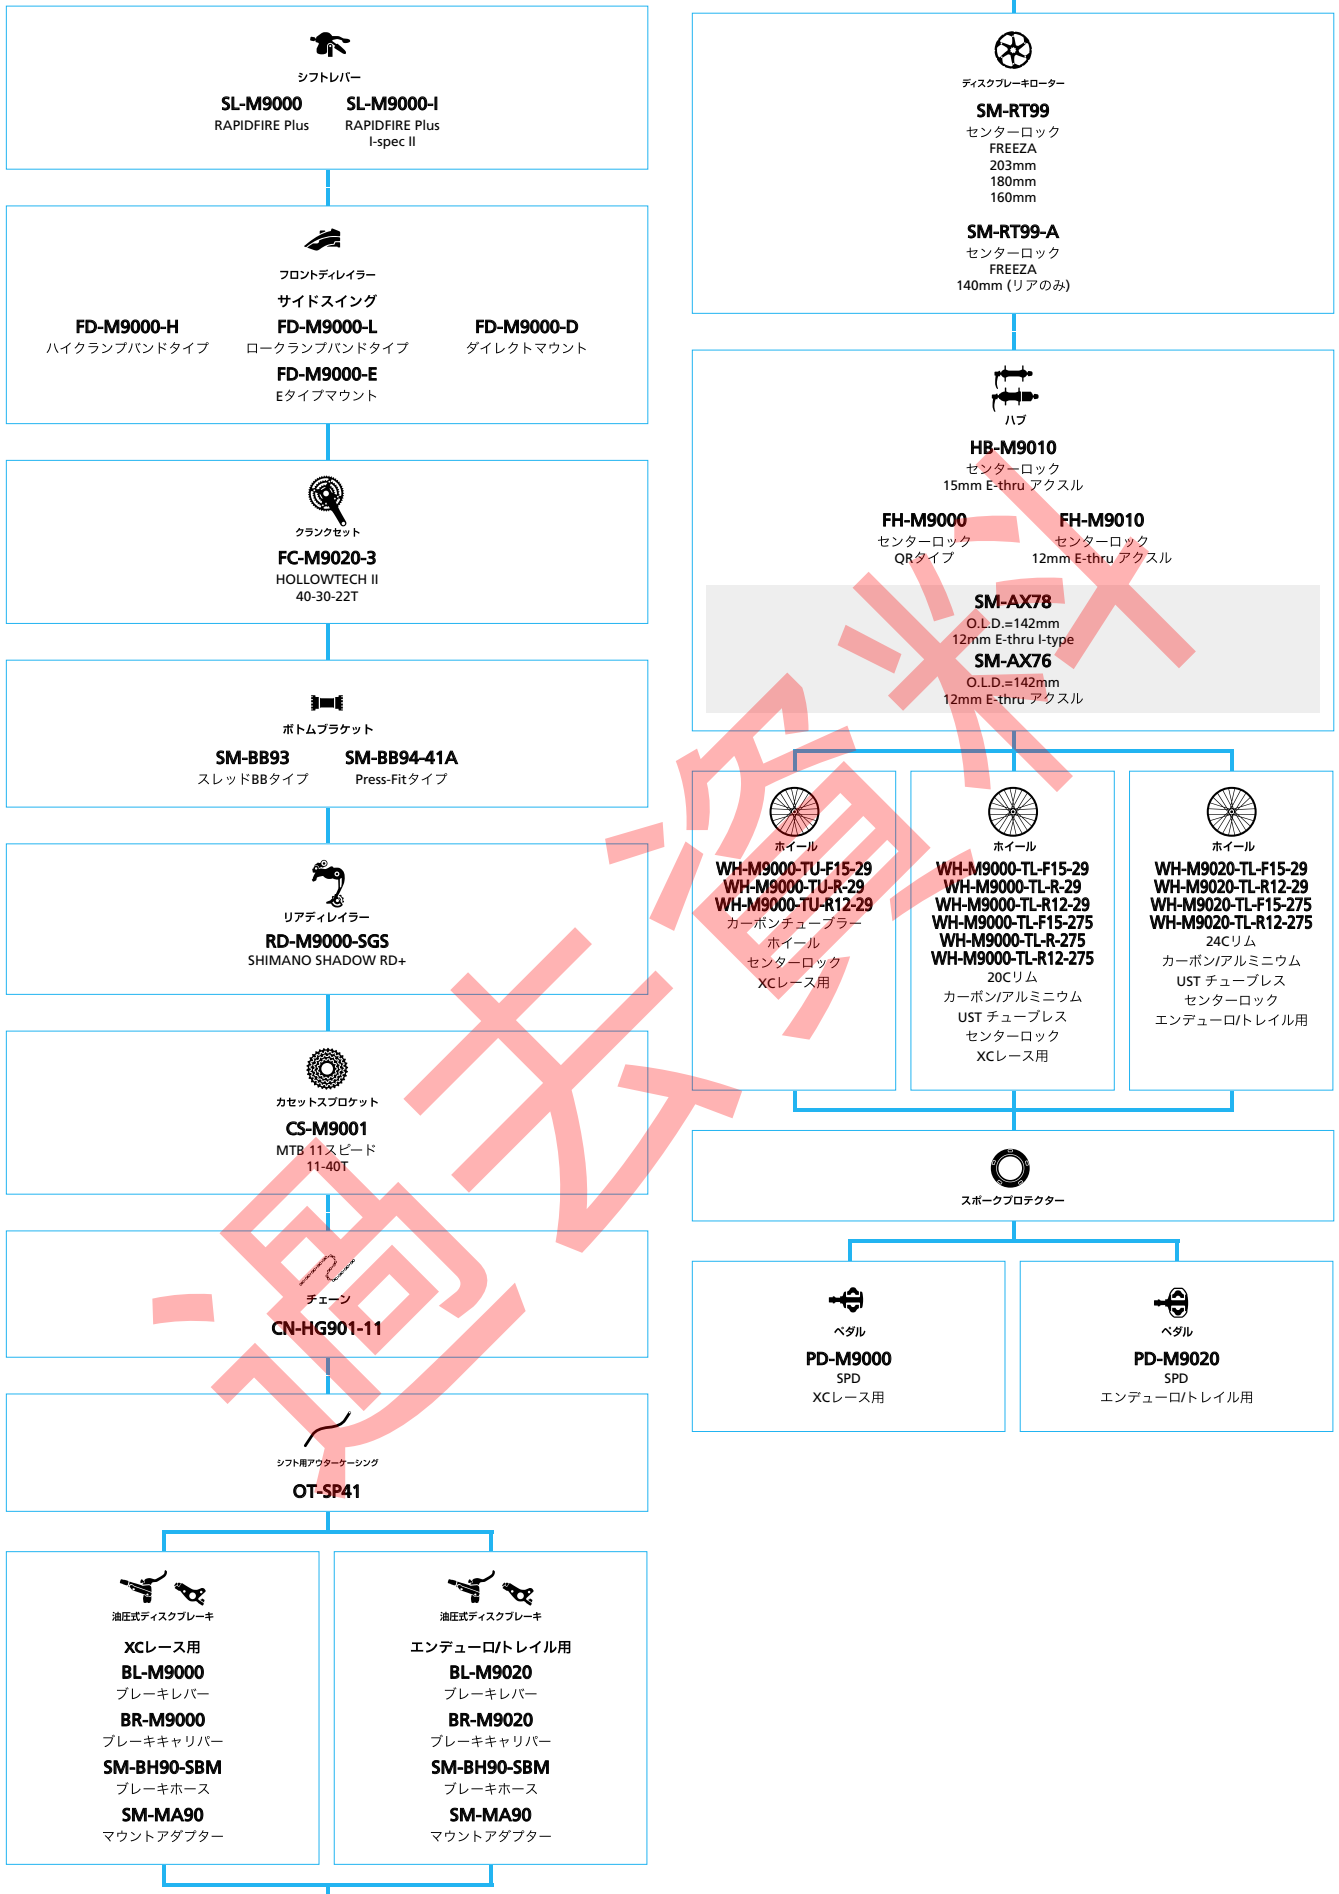 シフトレバー
SL-M9000
RAPIDFIRE Plus
SL-M9000-I
RAPIDFIRE Plus
I-spec II
フロントディレイラー
サイドスイング
FD-M9000-H
ハイクランプバンドタイプ
FD-M9000-L
ロークランプバンドタイプ
FD-M9000-D
ダイレクトマウント
FD-M9000-E
Eタイプマウント
クランクセット
FC-M9020-3
HOLLOWTECH II
40-30-22T
ボトムブラケット
SM-BB93
スレッドBBタイプ
SM-BB94-41A
Press-Fitタイプ
リアディレイラー
RD-M9000-SGS
SHIMANO SHADOW RD+
カセットスプロケット
CS-M9001
MTB 11スピード
11-40T
チェーン
CN-HG901-11
シフト用アウターケーシング
OT-SP41
油圧式ディスクブレーキ
XCレース用
BL-M9000
ブレーキレバー
BR-M9000
ブレーキキャリパー
SM-BH90-SBM
ブレーキホース
SM-MA90
マウントアダプター
油圧式ディスクブレーキ
エンデューロ/トレイル用
BL-M9020
ブレーキレバー
BR-M9020
ブレーキキャリパー
SM-BH90-SBM
ブレーキホース
SM-MA90
マウントアダプター
ディスクブレーキローター
SM-RT99
センターロック
FREEZA
203mm
180mm
160mm
SM-RT99-A
センターロック
FREEZA
140mm (リアのみ)
ハブ
HB-M9010
センターロック
15mm E-thru アクスル
FH-M9000
センターロック
QRタイプ
FH-M9010
センターロック
12mm E-thru アクスル
SM-AX78
O.L.D.=142mm
12mm E-thru I-type
SM-AX76
O.L.D.=142mm
12mm E-thru アクスル
ホイール
WH-M9000-TU-F15-29
WH-M9000-TU-R-29
WH-M9000-TU-R12-29
カーボンチューブラー
ホイール
センターロック
XCレース用
ホイール
WH-M9000-TL-F15-29
WH-M9000-TL-R-29
WH-M9000-TL-R12-29
WH-M9000-TL-F15-275
WH-M9000-TL-R-275
WH-M9000-TL-R12-275
20Cリム
カーボン/アルミニウム
UST チューブレス
センターロック
XCレース用
ホイール
WH-M9020-TL-F15-29
WH-M9020-TL-R12-29
WH-M9020-TL-F15-275
WH-M9020-TL-R12-275
24Cリム
カーボン/アルミニウム
UST チューブレス
センターロック
エンデューロ/トレイル用
スポークプロテクター
ペダル
PD-M9000
SPD
XCレース用
ペダル
PD-M9020
SPD
エンデューロ/トレイル用
過去資料